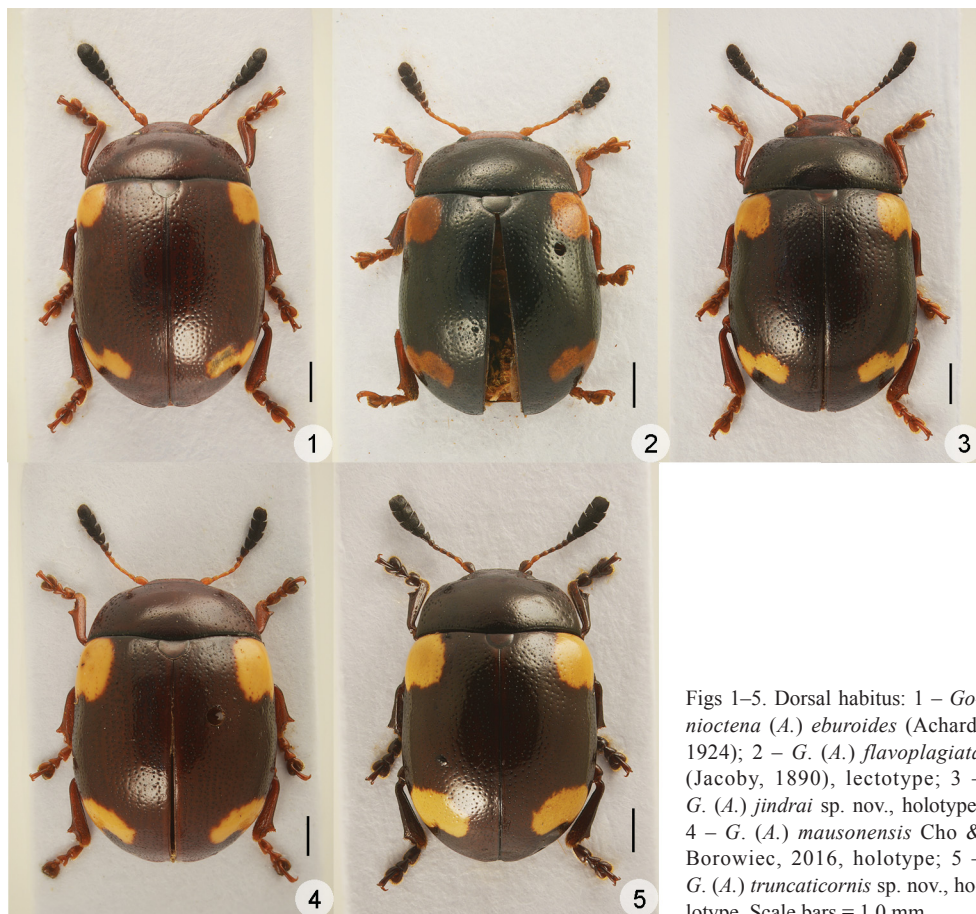 1
2
3
4
5
Figs 1–5. Dorsal habitus: 1 – Go-
nioctena (A.) eburoides (Achard,
1924); 2 – G. (A.) flavoplagiata
(Jacoby, 1890), lectotype; 3 –
G. (A.) jindrai sp. nov., holotype;
4 – G. (A.) mausonensis Cho &
Borowiec, 2016, holotype; 5 –
G. (A.) truncaticornis sp. nov., ho-
lotype. Scale bars = 1.0 mm.